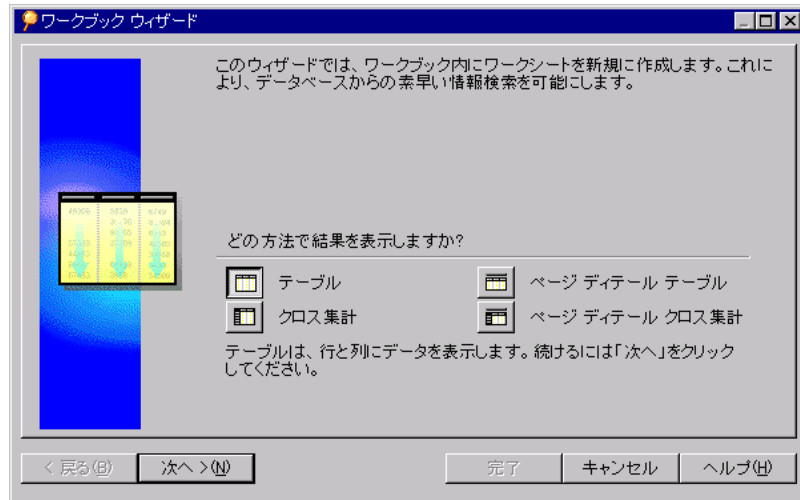 ワークブック ウィザード
このウィザードでは、ワークブック内にワークシートを新規に作成します。これに
より、データベースからの素早い情報検索を可能にします。
どの方法で結果を表示しますか?
テーブル
ページ ディテール テーブル
クロス集計
ページ ディテール クロス集計
テーブルは、行と列にデータを表示します。続けるには「次へ」をクリック
してください。
< 戻る(B)
次へ >(N)
完了
キャンセル
ヘルプ(H)